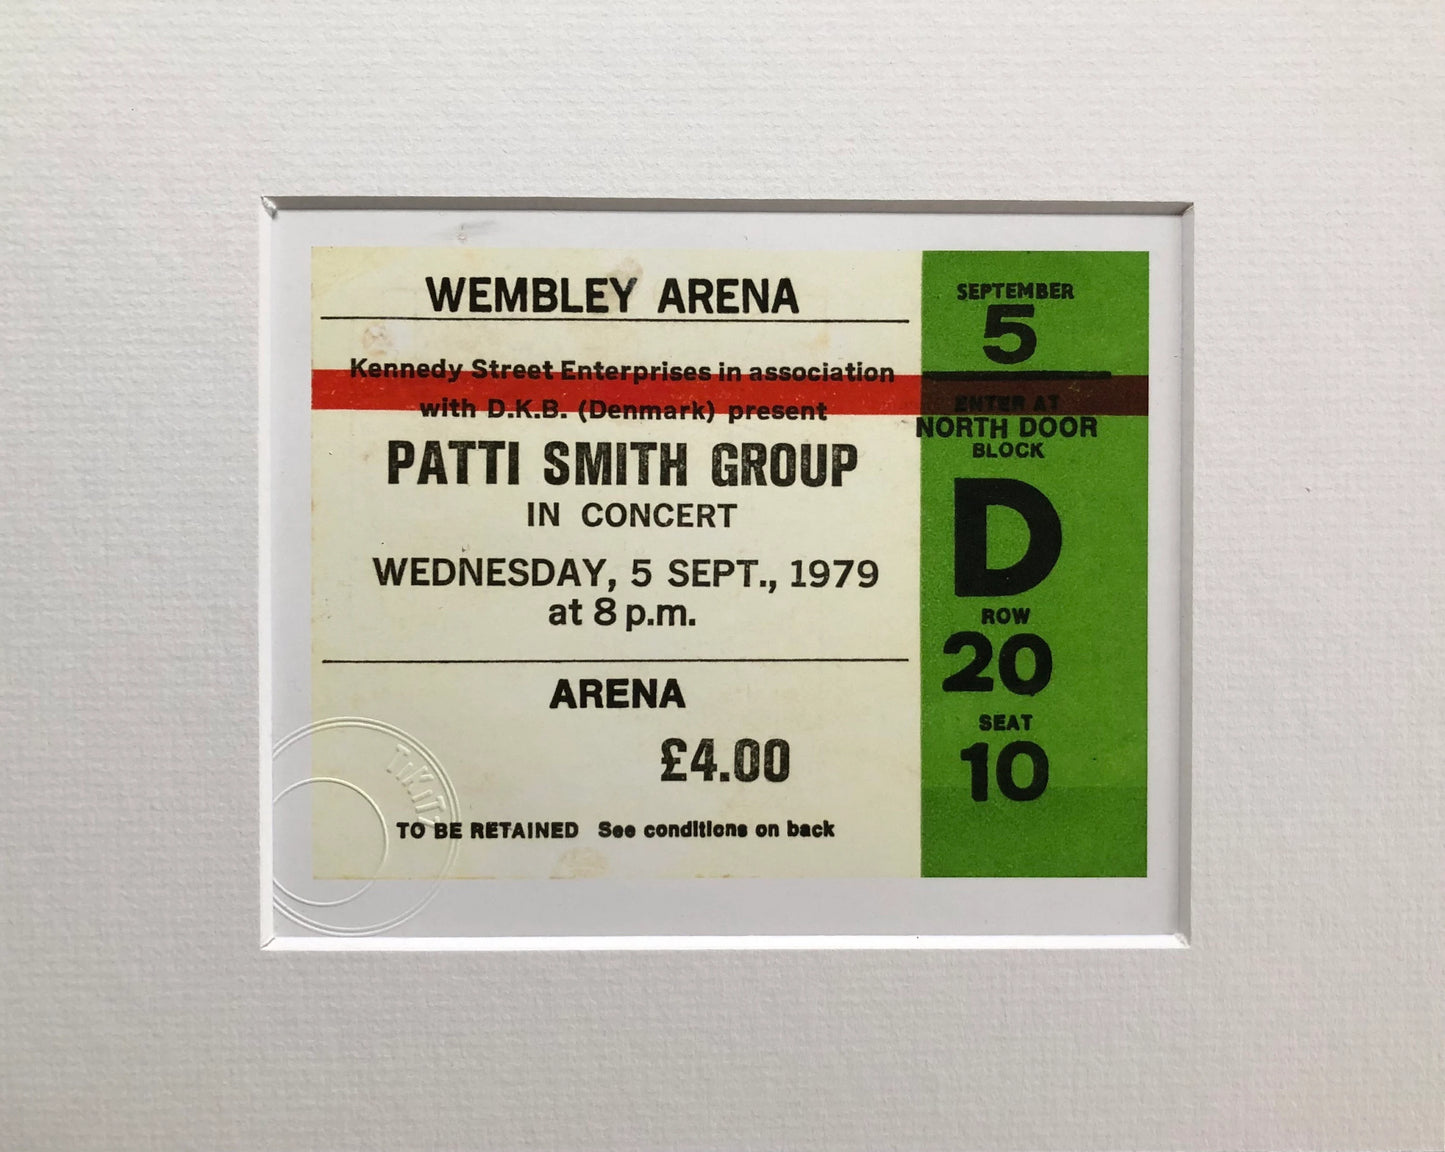 WEMBLEY ARENA
Kennedy Street Enterprises in association
with D.K.B. (Denmark) present
PATTI SMITH GROUP
IN CONCERT
WEDNESDAY, 5 SEPT., 1979
at 8 p.m.
ARENA
£4.00
TO BE RETAINED See conditions on back
TiKiTz
SEPTEMBER
5
ENTER AT
NORTH DOOR
BLOCK
D
ROW
20
SEAT
10